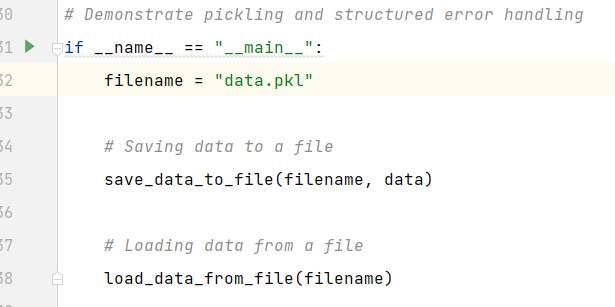 30 # Demonstrate pickling and structured error handling
31 if __name__ == "__main__":
32 filename = "data.pkl"
33
34 # Saving data to a file
35 save_data_to_file(filename, data)
36
37 # Loading data from a file
38 load_data_from_file(filename)